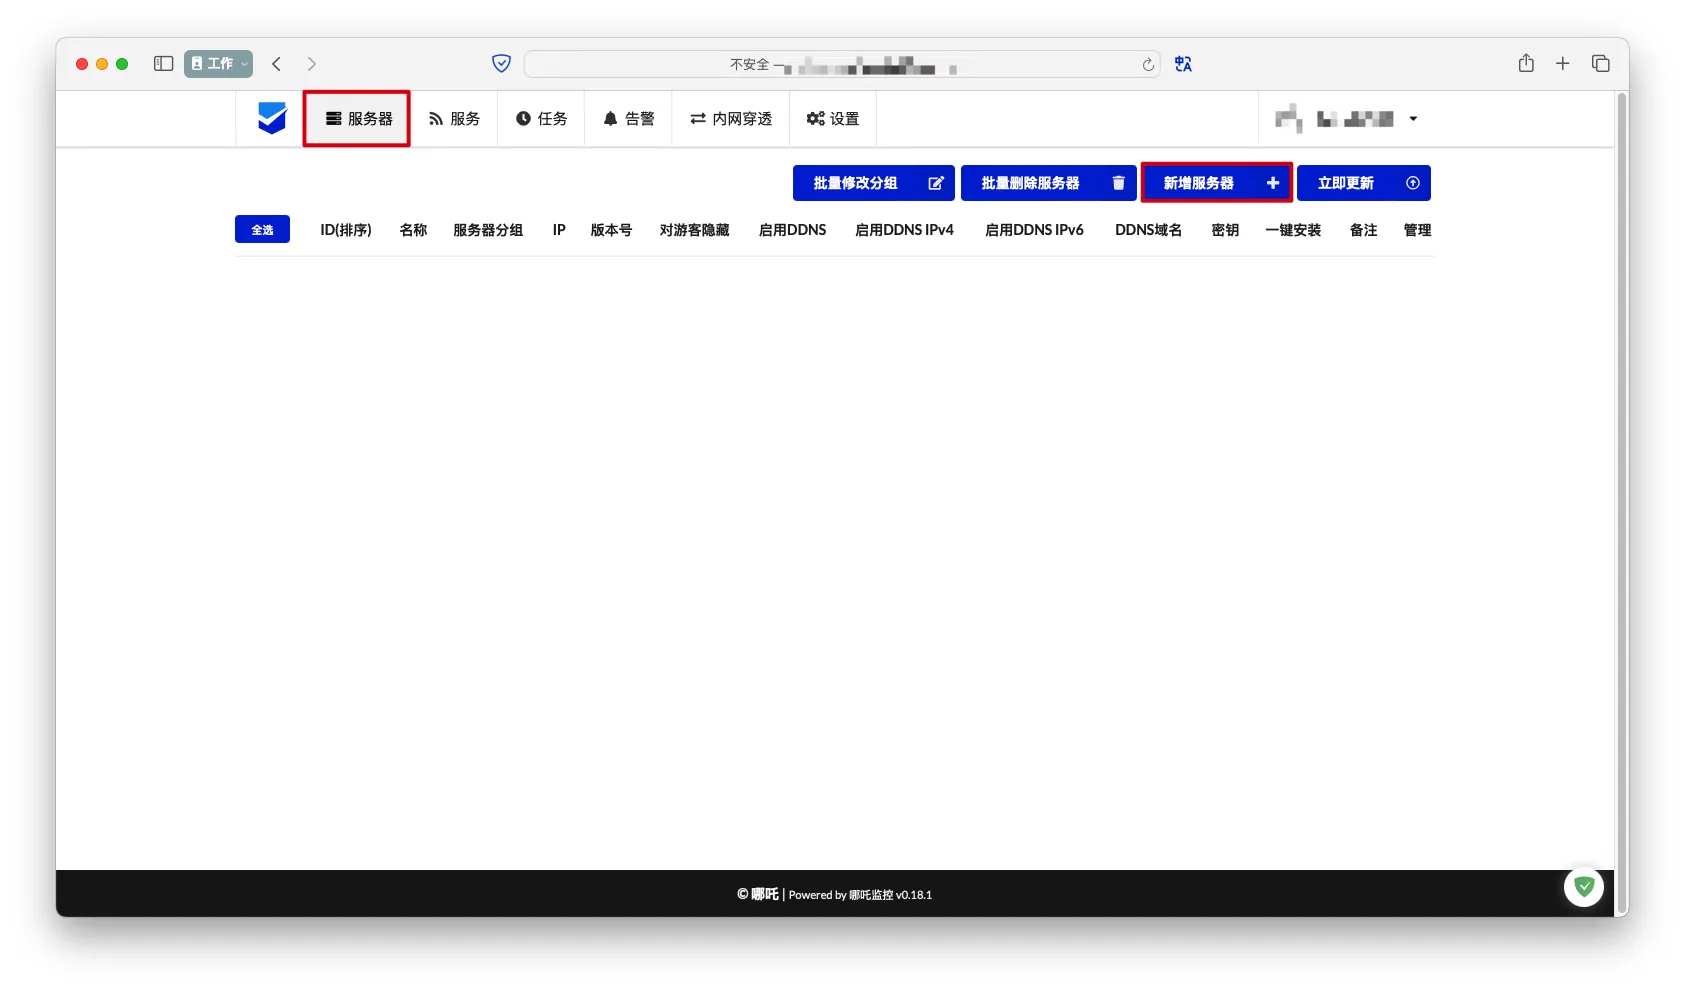 工作
不安全 —
服务器 服务 任务 告警 内网穿透 设置
批量修改分组 批量删除服务器 新增服务器 立即更新
全选 ID(排序) 名称 服务器分组 IP 版本号 对游客隐藏 启用DDNS 启用DDNS IPv4 启用DDNS IPv6 DDNS域名 密钥 一键安装 备注 管理
© 哪吒 | Powered by 哪吒监控 v0.18.1